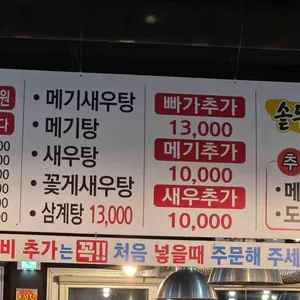 • 메기새우탕
• 메기탕
• 새우탕
• 꽃게새우탕
• 삼계탕 13,000
빠가추가
13,000
메기추가
10,000
새우추가
10,000
비 추가는 꼭!! 처음 넣을때 주문해 주세